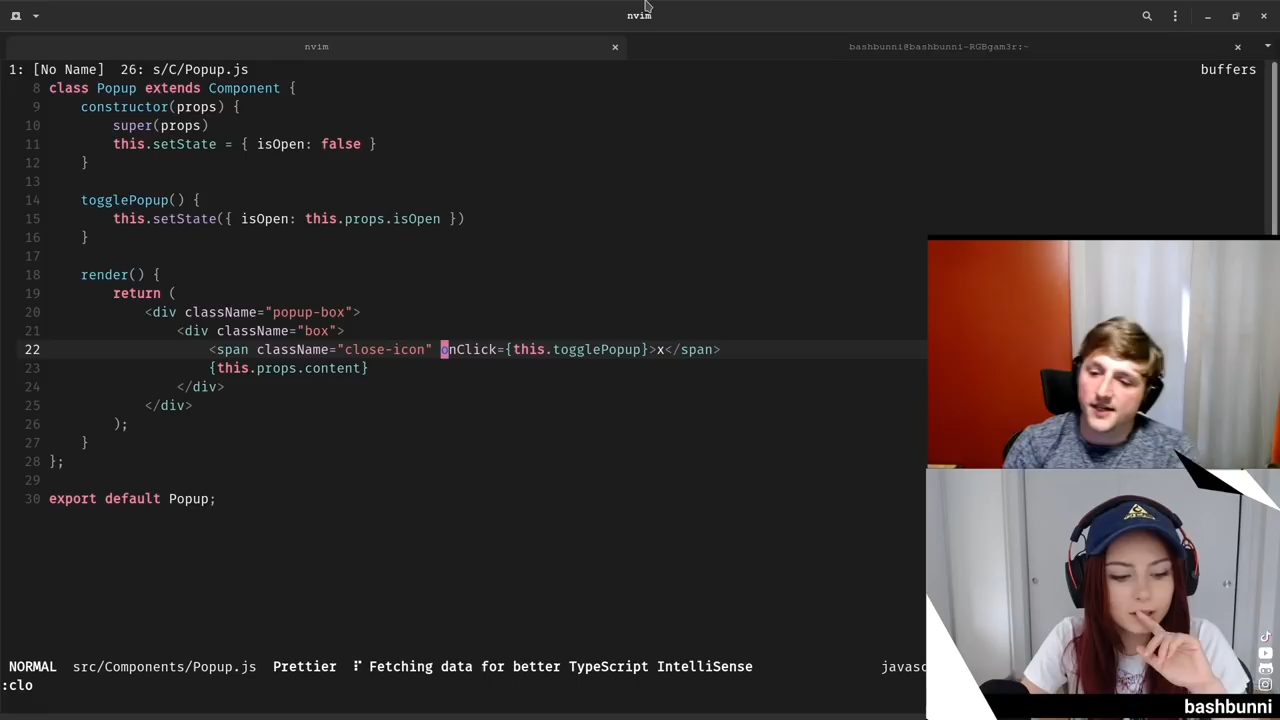 nvim
nvim
bashbunni@bashbunni-RGBgam3r:~
1: [No Name]  26: s/C/Popup.js
buffers
8 class Popup extends Component {
9     constructor(props) {
10         super(props)
11         this.setState = { isOpen: false }
12     }
13
14     togglePopup() {
15         this.setState({ isOpen: this.props.isOpen })
16     }
17
18     render() {
19         return (
20             <div className="popup-box">
21                 <div className="box">
22                     <span className="close-icon" onClick={this.togglePopup}>x</span>
23                     {this.props.content}
24                 </div>
25             </div>
26         );
27     }
28 };
29
30 export default Popup;
NORMAL  src/Components/Popup.js  Prettier  ⠏ Fetching data for better TypeScript IntelliSense
javasc
:clo
bashbunni